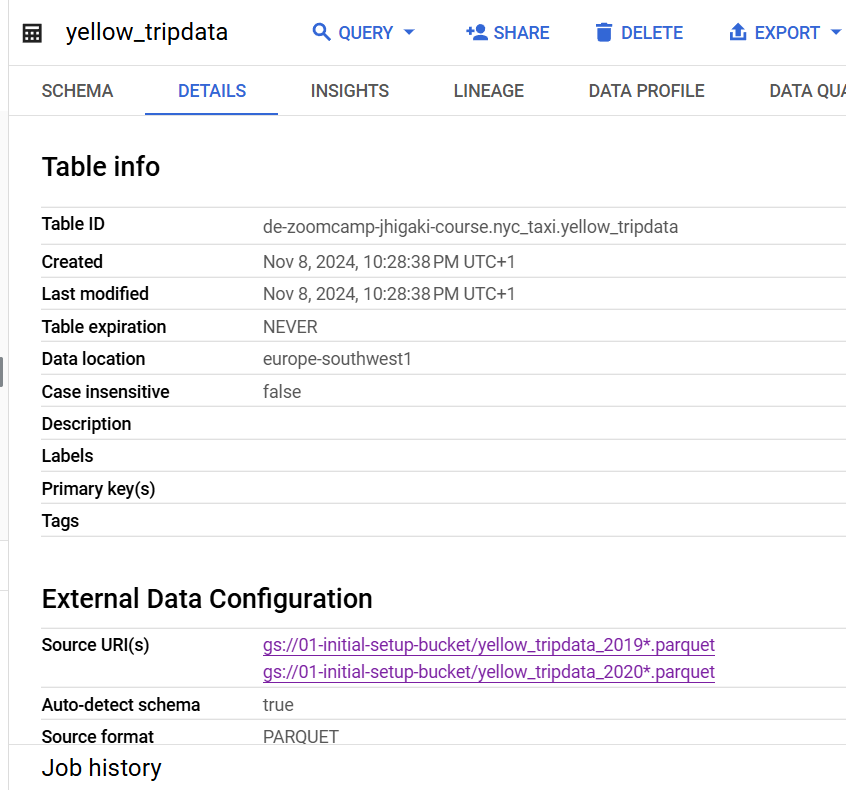 yellow_tripdata QUERY SHARE DELETE EXPORT
SCHEMA DETAILS INSIGHTS LINEAGE DATA PROFILE DATA QUA
Table info
Table ID de-zoomcamp-jhigaki-course.nyc_taxi.yellow_tripdata
Created Nov 8, 2024, 10:28:38 PM UTC+1
Last modified Nov 8, 2024, 10:28:38 PM UTC+1
Table expiration NEVER
Data location europe-southwest1
Case insensitive false
Description
Labels
Primary key(s)
Tags
External Data Configuration
Source URI(s) gs://01-initial-setup-bucket/yellow_tripdata_2019*.parquet
gs://01-initial-setup-bucket/yellow_tripdata_2020*.parquet
Auto-detect schema true
Source format PARQUET
Job history